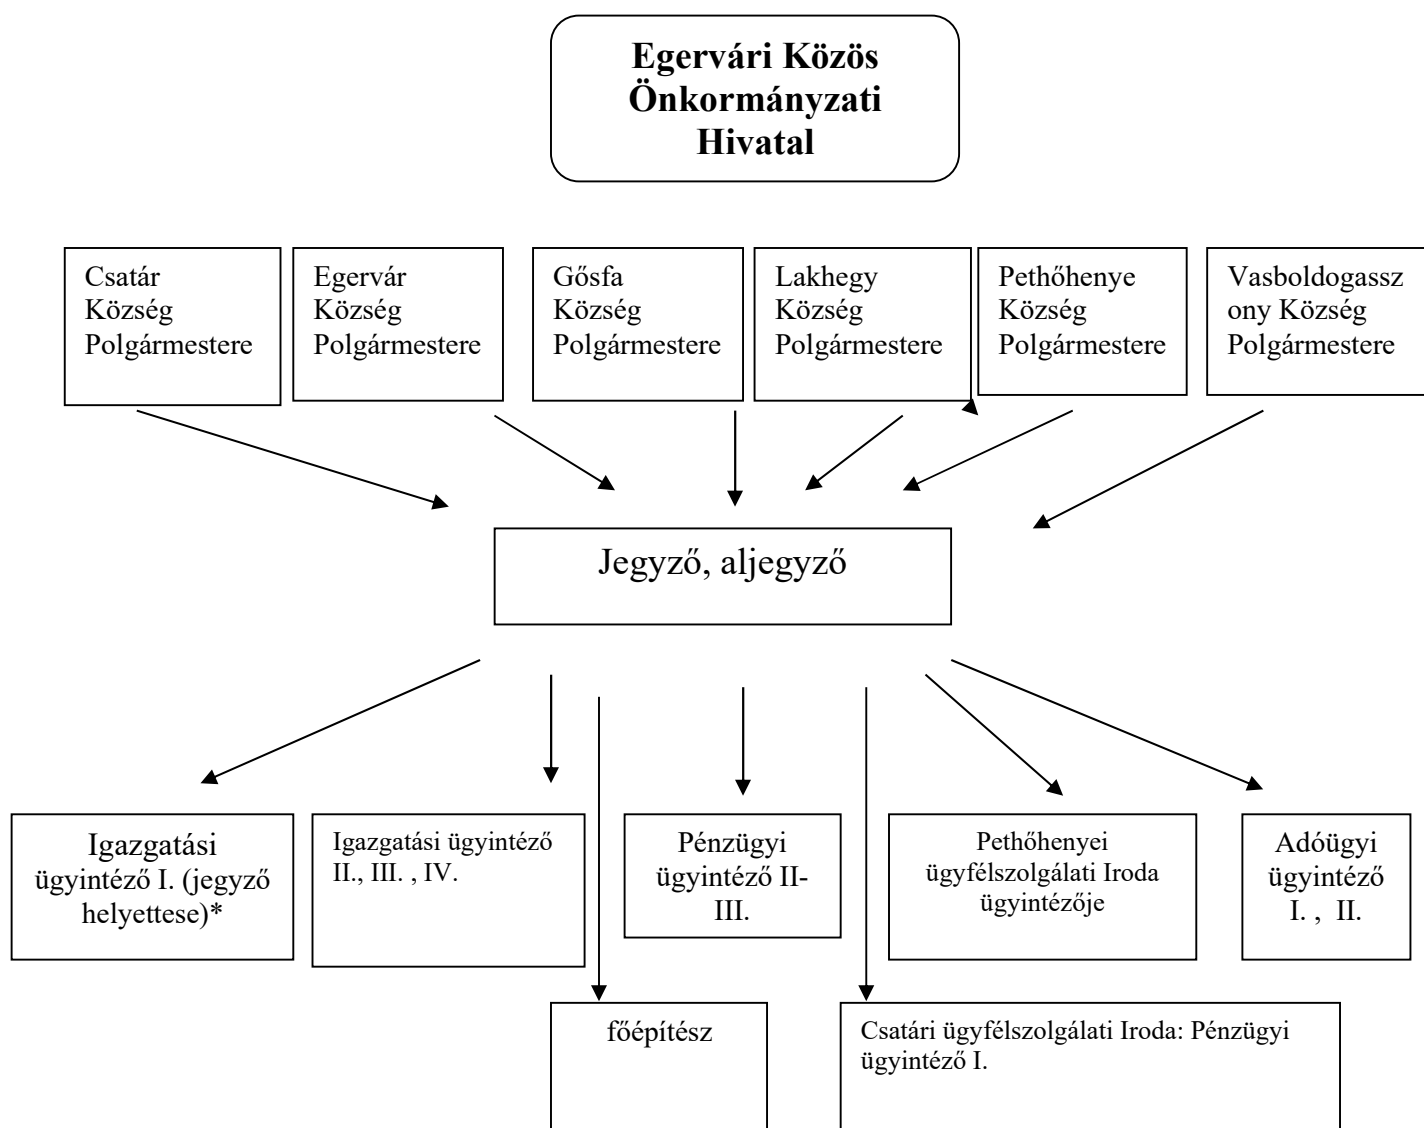 Egervári Közös
Önkormányzati
Hivatal
Csatár
Község
Polgármestere
Egervár
Község
Polgármestere
Gősfa
Község
Polgármestere
Lakhegy
Község
Polgármestere
Pethőhenye
Község
Polgármestere
Vasboldogassz
ony Község
Polgármestere
Jegyző, aljegyző
Igazgatási
ügyintéző I. (jegyző
helyettese)*
Igazgatási ügyintéző
II., III. , IV.
Pénzügyi
ügyintéző II-
III.
Pethőhenyei
ügyfélszolgálati Iroda
ügyintézője
Adóügyi
ügyintéző
I. , II.
főépítész
Csatári ügyfélszolgálati Iroda: Pénzügyi
ügyintéző I.